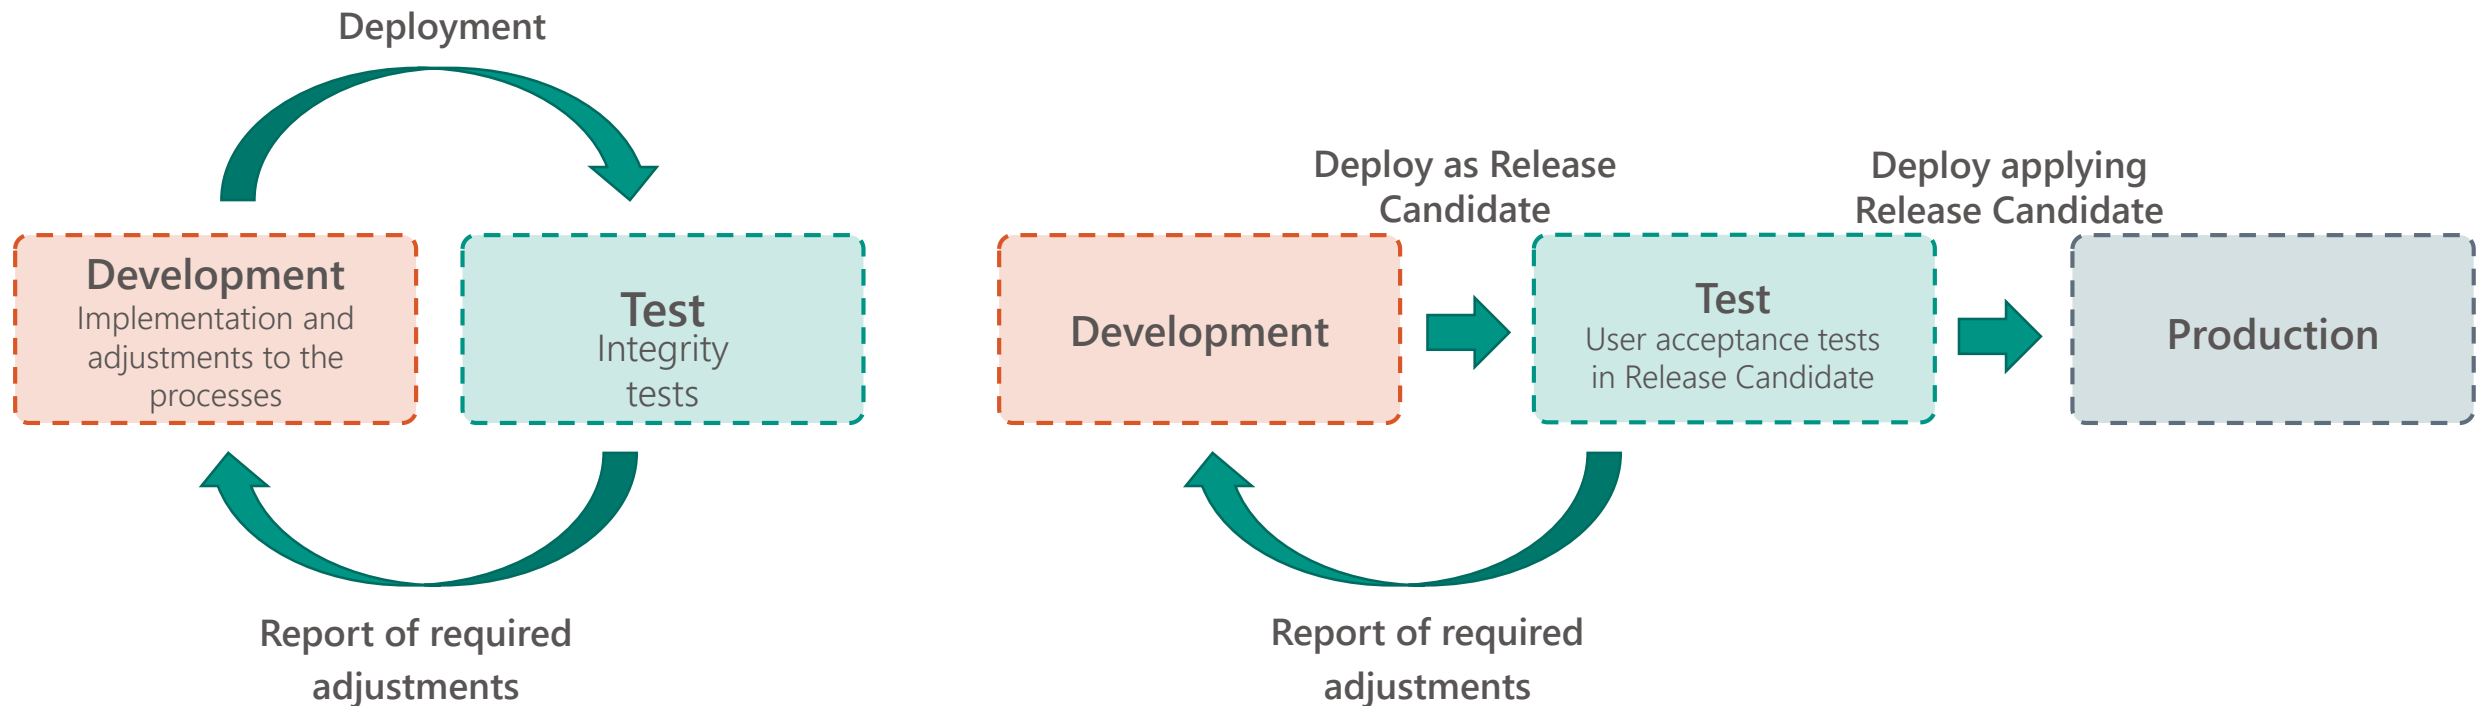 Deployment
Development
Implementation and
adjustments to the
processes
Test
Integrity
tests
Report of required
adjustments
Deploy as Release
Candidate
Deploy applying
Release Candidate
Development
Test
User acceptance tests
in Release Candidate
Production
Report of required
adjustments